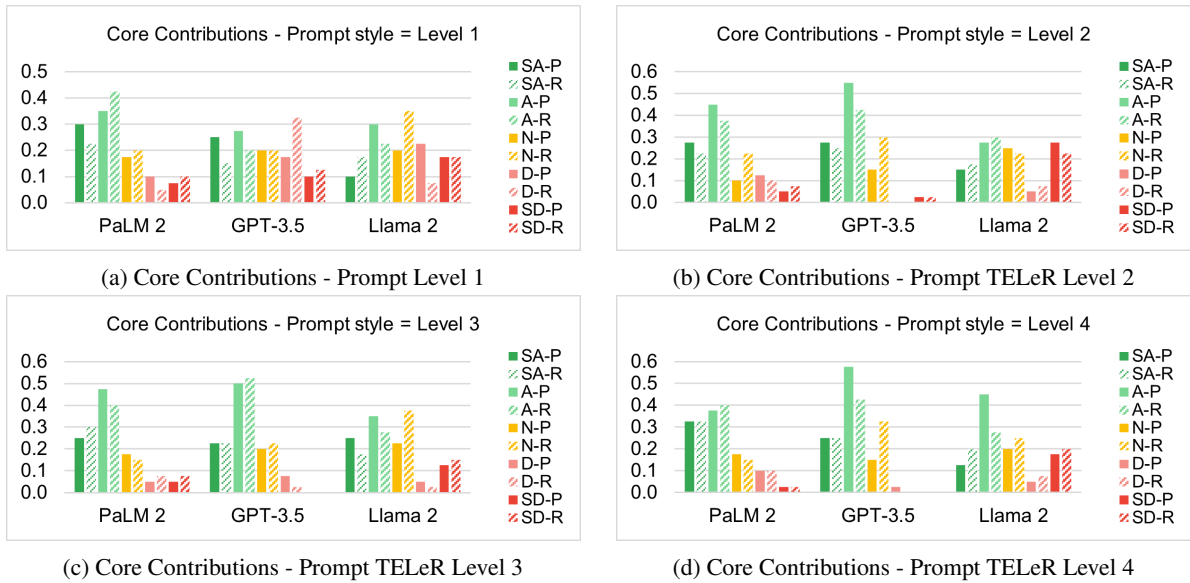 Core Contributions - Prompt style = Level 1
0.5
0.4
0.3
0.2
0.1
0.0
PaLM 2 GPT-3.5 Llama 2
SA-P
SA-R
A-P
A-R
N-P
N-R
D-P
D-R
SD-P
SD-R
(a) Core Contributions - Prompt Level 1
Core Contributions - Prompt style = Level 2
0.6
0.5
0.4
0.3
0.2
0.1
0.0
PaLM 2 GPT-3.5 Llama 2
SA-P
SA-R
A-P
A-R
N-P
N-R
D-P
D-R
SD-P
SD-R
(b) Core Contributions - Prompt TELeR Level 2
Core Contributions - Prompt style = Level 3
0.6
0.5
0.4
0.3
0.2
0.1
0.0
PaLM 2 GPT-3.5 Llama 2
SA-P
SA-R
A-P
A-R
N-P
N-R
D-P
D-R
SD-P
SD-R
(c) Core Contributions - Prompt TELeR Level 3
Core Contributions - Prompt style = Level 4
0.6
0.5
0.4
0.3
0.2
0.1
0.0
PaLM 2 GPT-3.5 Llama 2
SA-P
SA-R
A-P
A-R
N-P
N-R
D-P
D-R
SD-P
SD-R
(d) Core Contributions - Prompt TELeR Level 4